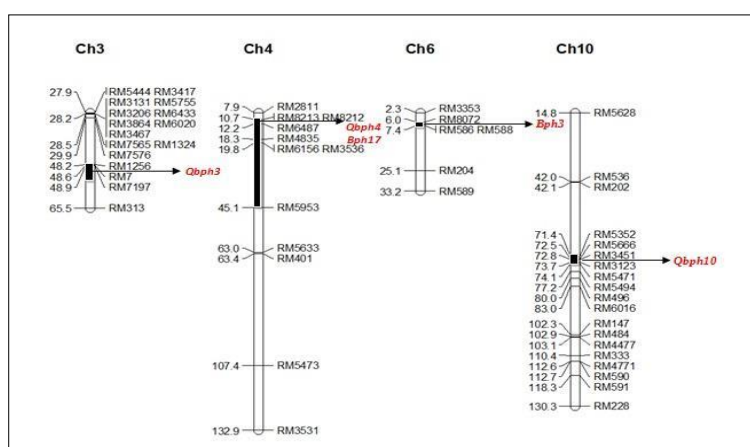 Ch3
27.9 RM5444 RM3417
RM3131 RM5755
28.2 RM3206 RM6433
RM3864 RM6020
RM3467
28.5 RM7565 RM1324
29.9 RM7576
48.2 RM1256
48.6 RM7 Qbph3
48.9 RM7197
65.5 RM313
Ch4
7.9 RM2811
10.7 RM8213 RM8212
12.2 RM6487 Qbph4
18.3 RM4835 Bph17
19.8 RM6156 RM3536
45.1 RM5953
63.0 RM5633
63.4 RM401
107.4 RM5473
132.9 RM3531
Ch6
2.3 RM3353
6.0 RM8072
7.4 RM586 RM588 Bph3
25.1 RM204
33.2 RM589
Ch10
14.8 RM5628
42.0 RM536
42.1 RM202
71.4 RM5352
72.5 RM5666
72.8 RM3451 Qbph10
73.7 RM3123
74.1 RM5471
77.2 RM5494
80.0 RM496
83.0 RM6016
102.3 RM147
102.9 RM484
103.1 RM4477
110.4 RM333
112.6 RM4771
112.7 RM590
118.3 RM591
130.3 RM228